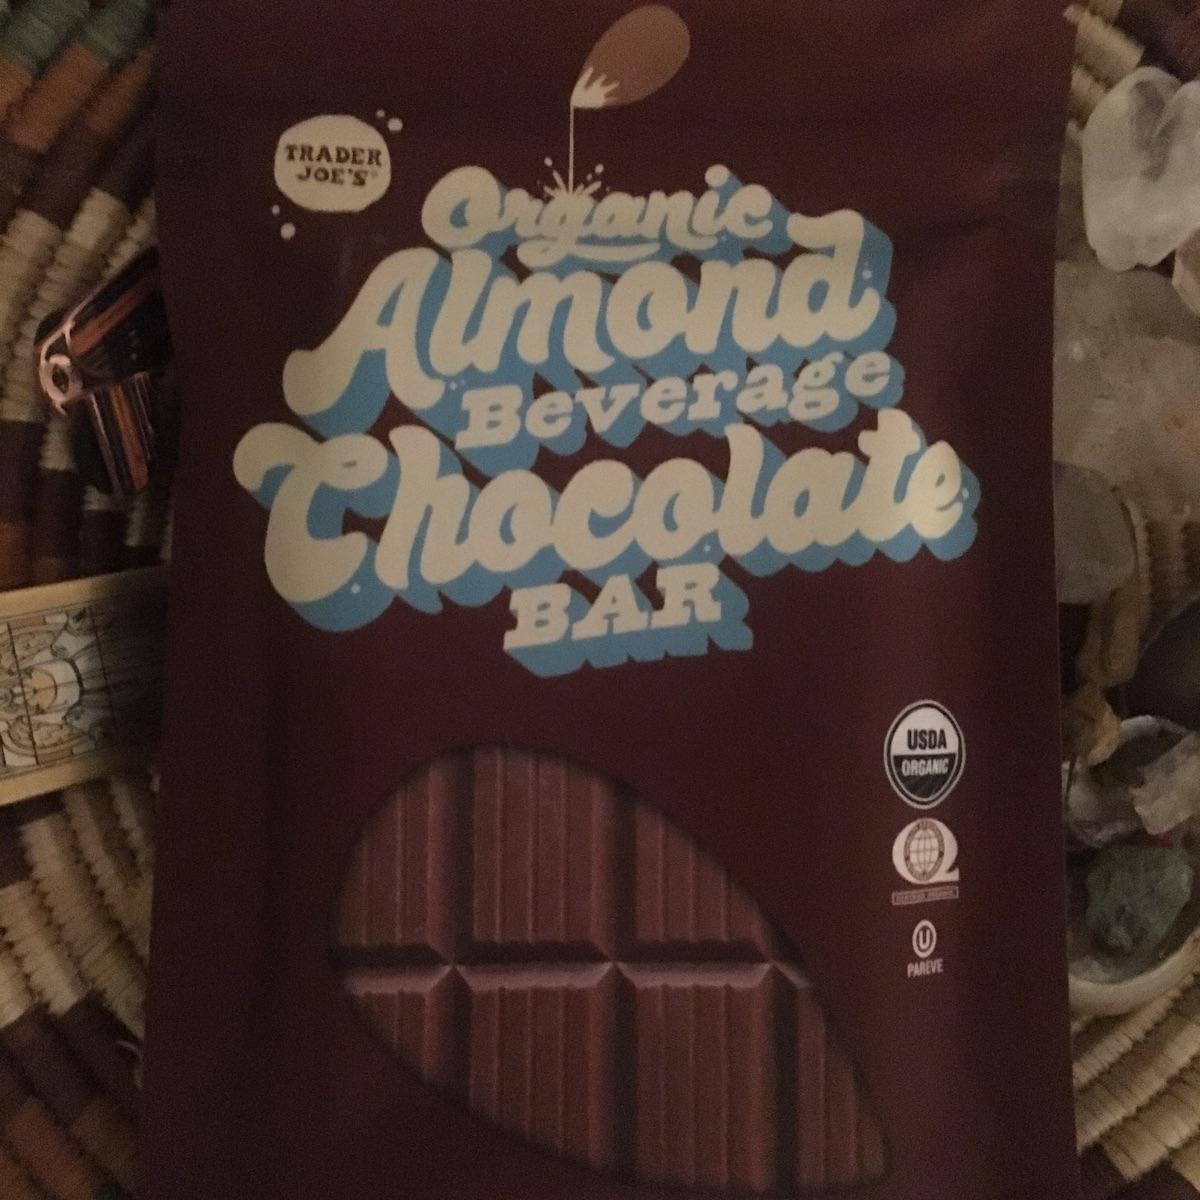 TRADER
JOE'S
Organic
Almond
Beverage
Chocolate
BAR
USDA
ORGANIC
U
PAREVE